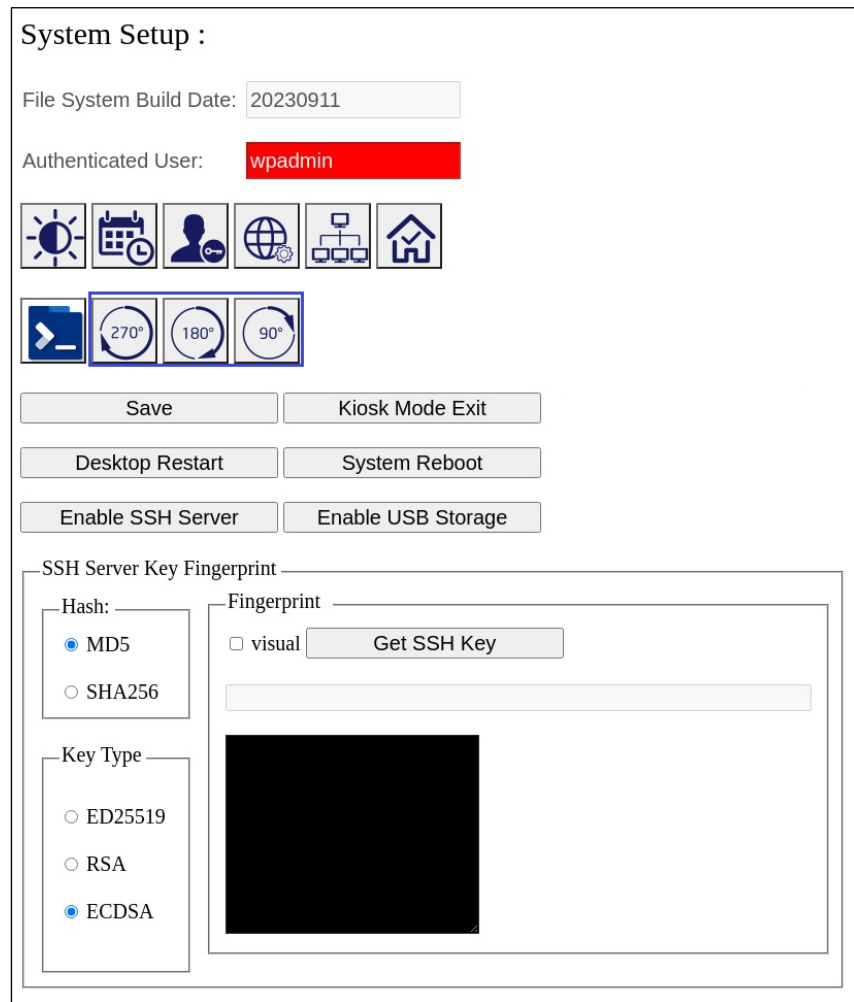 System Setup :
File System Build Date: 20230911
Authenticated User: wpadmin
270° 180° 90°
Save Kiosk Mode Exit
Desktop Restart System Reboot
Enable SSH Server Enable USB Storage
SSH Server Key Fingerprint
Hash:
MD5
SHA256
Key Type
ED25519
RSA
ECDSA
Fingerprint
visual Get SSH Key